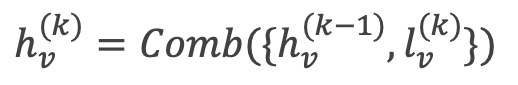 h_v^{(k)} = Comb({h_v^{(k-1)}, l_v^{(k)}})